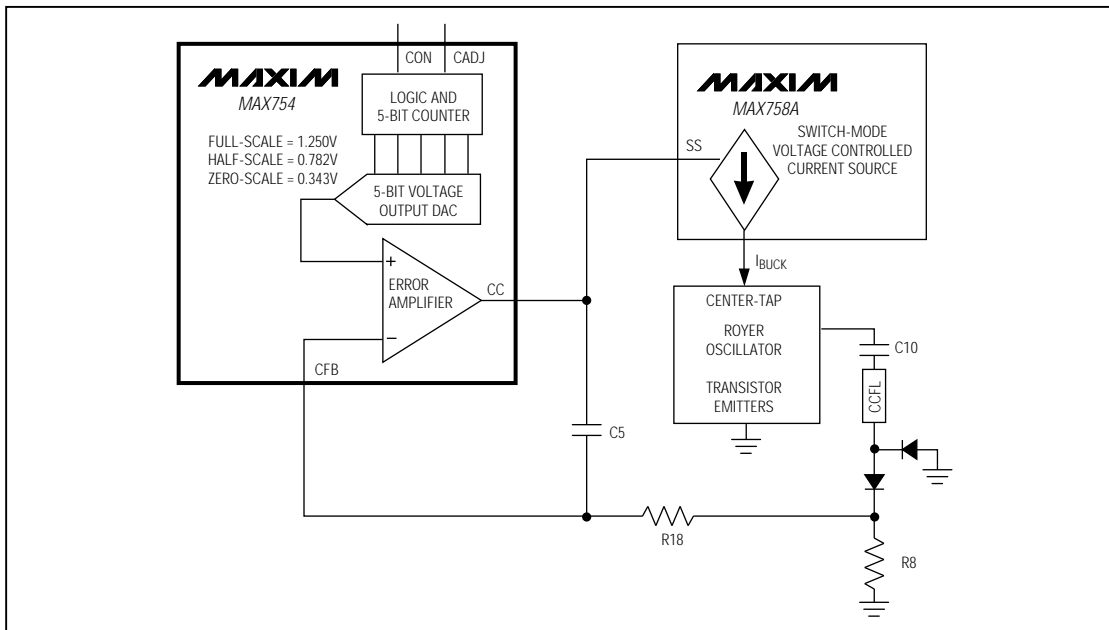 CON
CADJ
MAXIM
MAX754
LOGIC AND
5-BIT COUNTER
FULL-SCALE = 1.250V
HALF-SCALE = 0.782V
ZERO-SCALE = 0.343V
5-BIT VOLTAGE
OUTPUT DAC
+
ERROR
AMPLIFIER
−
CC
CFB
MAXIM
MAX758A
SS
SWITCH-MODE
VOLTAGE CONTROLLED
CURRENT SOURCE
IBUCK
CENTER-TAP
ROYER
OSCILLATOR
TRANSISTOR
EMITTERS
C10
CCFL
C5
R18
R8